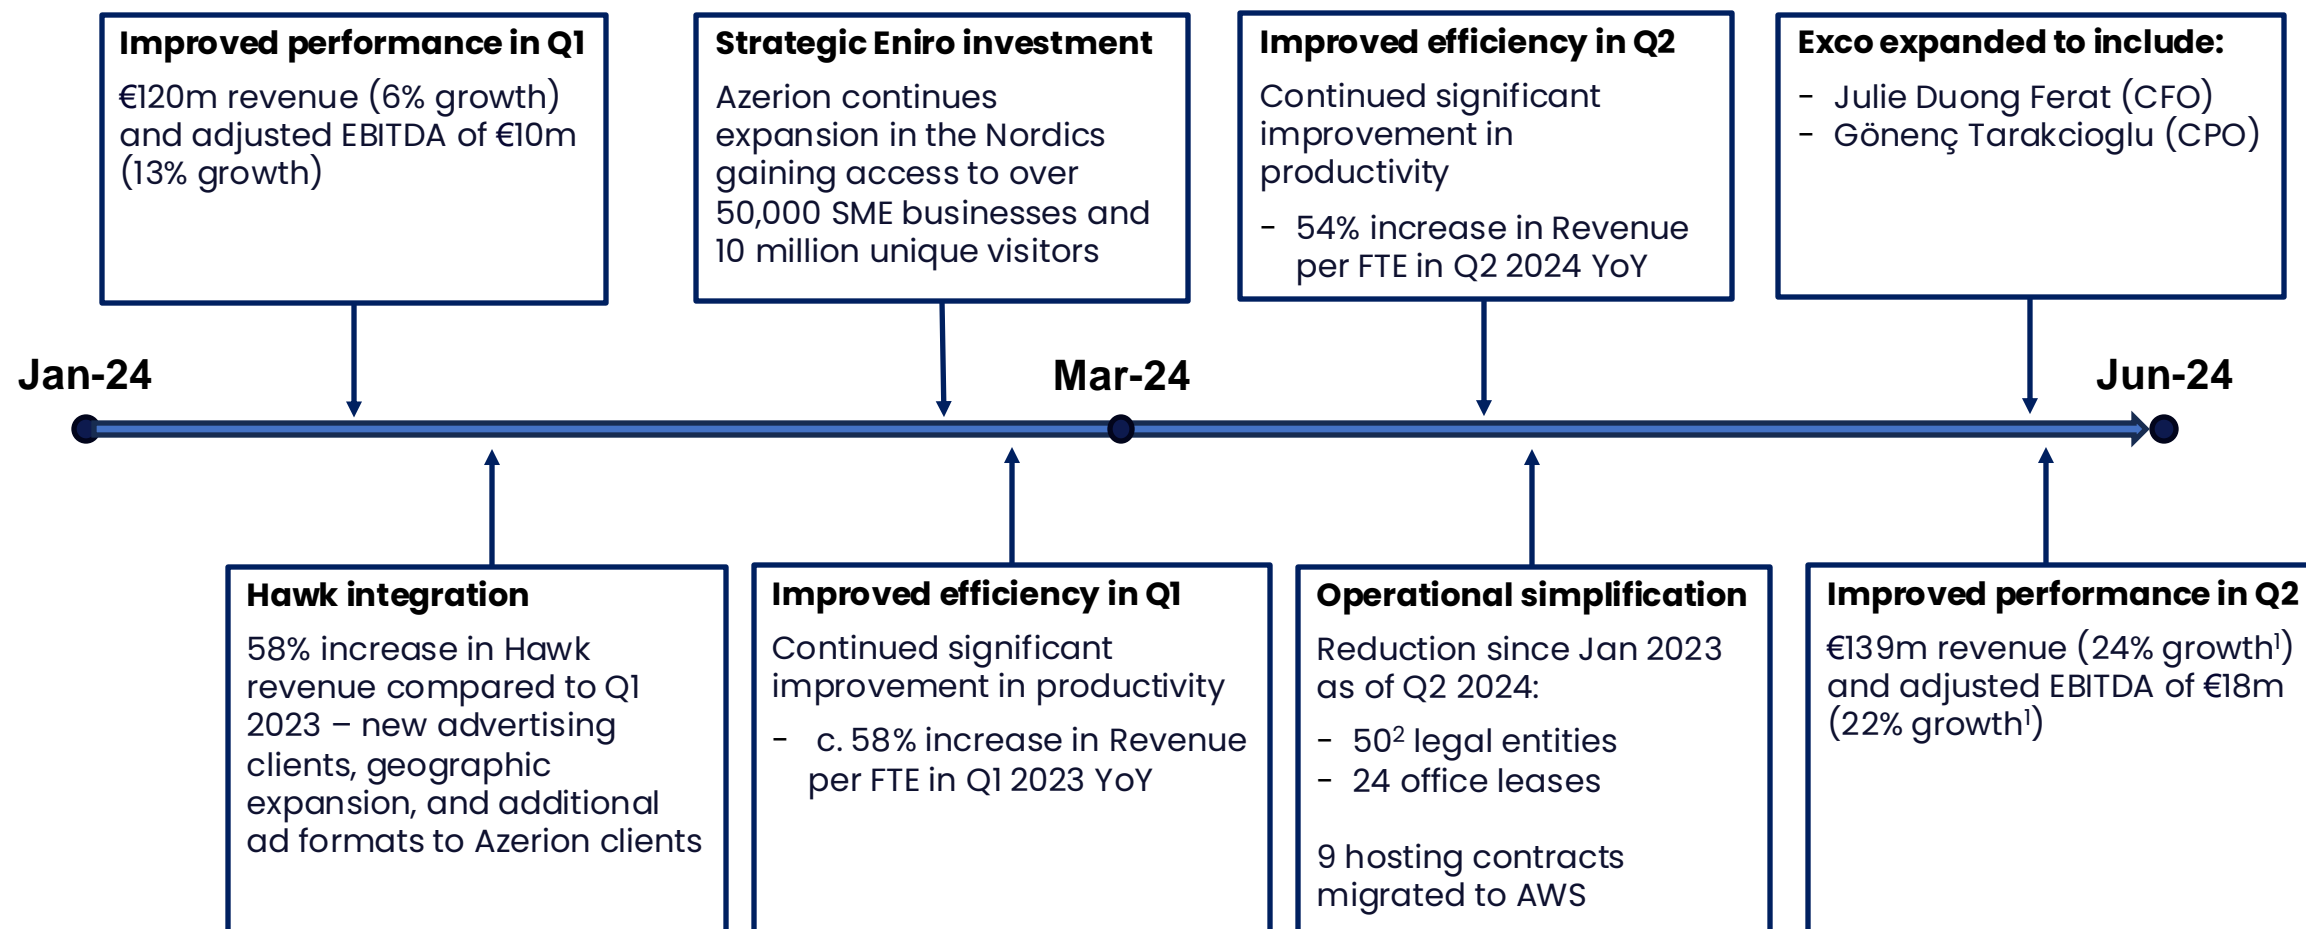 Improved performance in Q1
€120m revenue (6% growth)
and adjusted EBITDA of €10m
(13% growth)
Strategic Eniro investment
Azerion continues
expansion in the Nordics
gaining access to over
50,000 SME businesses and
10 million unique visitors
Improved efficiency in Q2
Continued significant
improvement in
productivity
- 54% increase in Revenue
per FTE in Q2 2024 YoY
Exco expanded to include:
- Julie Duong Ferat (CFO)
- Gönenç Tarakcioglu (CPO)
Jan-24
Mar-24
Jun-24
Hawk integration
58% increase in Hawk
revenue compared to Q1
2023 – new advertising
clients, geographic
expansion, and additional
ad formats to Azerion clients
Improved efficiency in Q1
Continued significant
improvement in productivity
- c. 58% increase in Revenue
per FTE in Q1 2023 YoY
Operational simplification
Reduction since Jan 2023
as of Q2 2024:
- 50² legal entities
- 24 office leases
9 hosting contracts
migrated to AWS
Improved performance in Q2
€139m revenue (24% growth¹)
and adjusted EBITDA of €18m
(22% growth¹)